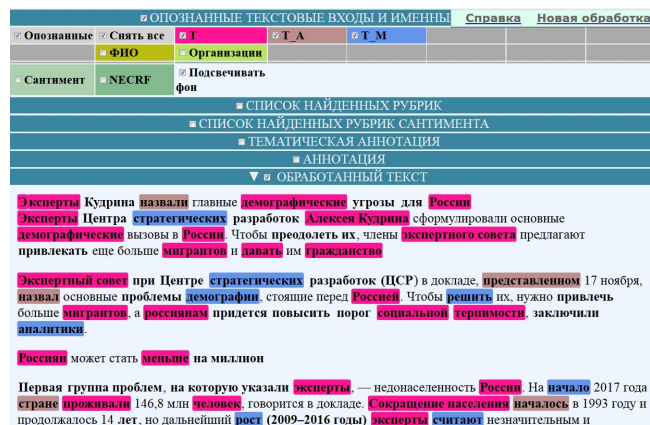 ОПОЗНАННЫЕ ТЕКСТОВЫЕ ВХОДЫ И ИМЕННЫ Справка Новая обработка
Опознанные Снять все T T_A T_M
ФИО Организации
Сантимент NECRF Подсвечивать
фон
СПИСОК НАЙДЕННЫХ РУБРИК
СПИСОК НАЙДЕННЫХ РУБРИК САНТИМЕНТА
ТЕМАТИЧЕСКАЯ АННОТАЦИЯ
АННОТАЦИЯ
ОБРАБОТАННЫЙ ТЕКСТ
Эксперты Кудрина назвали главные демографические угрозы для России
Эксперты Центра стратегических разработок Алексея Кудрина сформулировали основные
демографические вызовы в России. Чтобы преодолеть их, члены экспертного совета предлагают
привлекать еще больше мигрантов и давать им гражданство
Экспертный совет при Центре стратегических разработок (ЦСР) в докладе, представленном 17 ноября,
назвал основные проблемы демографии, стоящие перед Россией. Чтобы решить их, нужно привлечь
больше мигрантов, а россиянам придется повысить порог социальной терпимости, заключили
аналитики.
Россиян может стать меньше на миллион
Первая группа проблем, на которую указали эксперты, — недонаселенность России. На начало 2017 года
стране проживали 146,8 млн человек, говорится в докладе. Сокращение населения началось в 1993 году и
продолжалось 14 лет, но дальнейший рост (2009–2016 годы) эксперты считают незначительным и